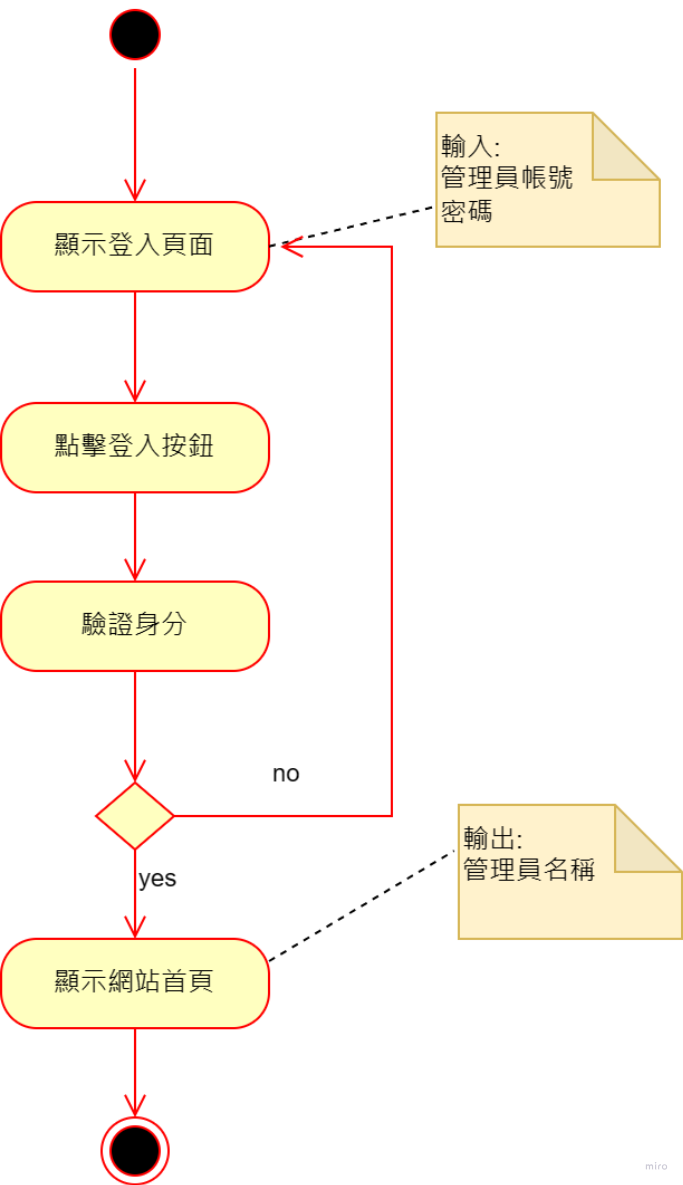 輸入:
管理員帳號
密碼
顯示登入頁面
點擊登入按鈕
驗證身分
no
yes
輸出:
管理員名稱
顯示網站首頁
miro